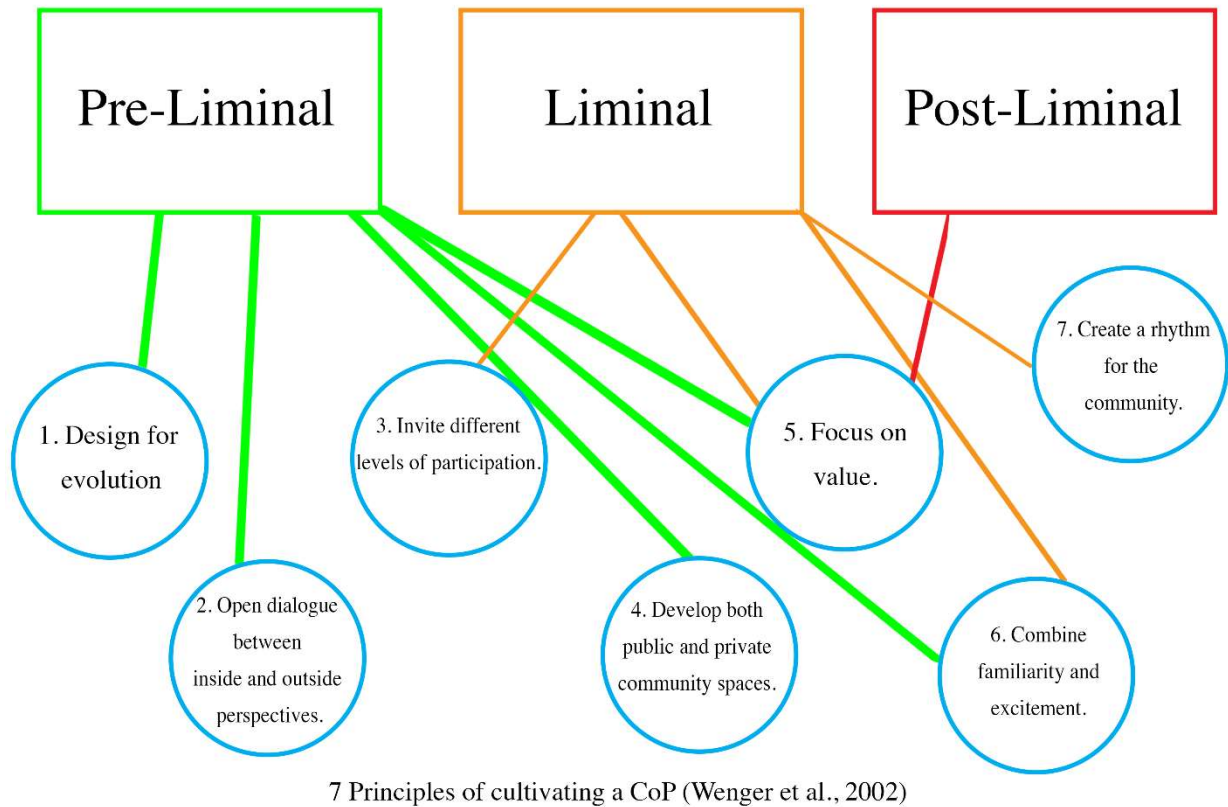 Pre-Liminal
Liminal
Post-Liminal
1. Design for
evolution
2. Open dialogue
between
inside and outside
perspectives.
3. Invite different
levels of participation.
4. Develop both
public and private
community spaces.
5. Focus on
value.
6. Combine
familiarity and
excitement.
7. Create a rhythm
for the
community.
7 Principles of cultivating a CoP (Wenger et al., 2002)